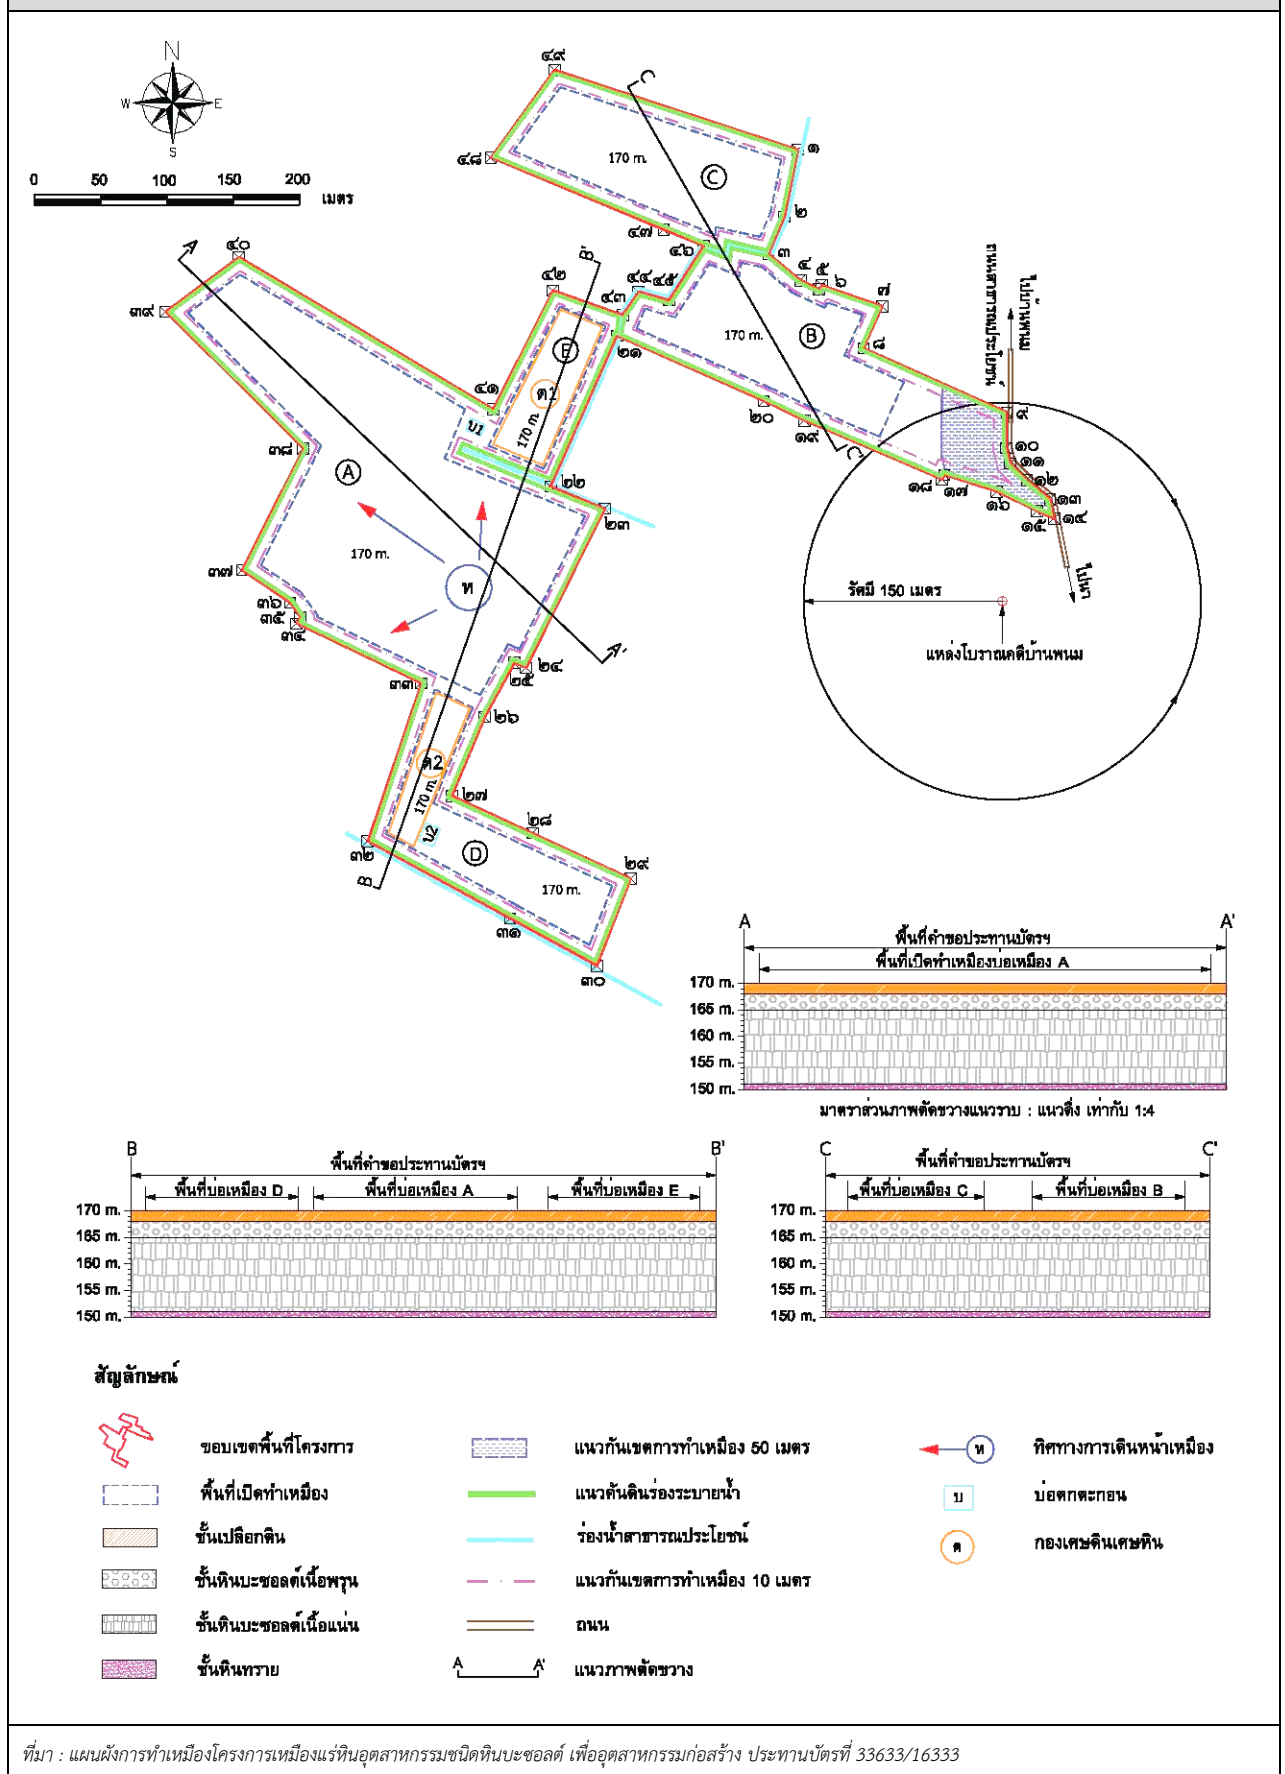 N
W E
S
0 50 100 150 200
เมตร
๔๙
C
๑
๔๘
170 m.
C
๒
๔๗
๔๖
๓
A
๔๐
B'
๔๒
๔๔
๔๕
๔
๕
๖
๗
ถนนสาธารณประโยชน์
ไปบ้านพนม
๓๙
๔๓
๒๑
170 m.
B
๘
E
ต1
๒๐
๑๙
C'
๙
๔๑
บ1
170 m.
๑๐
๑๑
๑๒
๑๓
๓๘
A
๒๒
๒๓
๑๘
๑๗
๑๖
๑๕
๑๔
170 m.
๓๗
ห
ไปนา
รัศมี 150 เมตร
๓๖
๓๕
๓๔
แหล่งโบราณคดีบ้านพนม
A'
๒๔
๒๕
๓๓
๒๖
ต2
170 m.
๒๗
๒๘
บ2
๓๒
D
๒๙
B
170 m.
๓๑
๓๐
A A'
พื้นที่คำขอประทานบัตรฯ
พื้นที่เปิดทำเหมืองบ่อเหมือง A
170 m.
165 m.
160 m.
155 m.
150 m.
มาตราส่วนภาพตัดขวางแนวราบ : แนวดิ่ง เท่ากับ 1:4
B B'
พื้นที่คำขอประทานบัตรฯ
พื้นที่บ่อเหมือง D พื้นที่บ่อเหมือง A พื้นที่บ่อเหมือง E
170 m.
165 m.
160 m.
155 m.
150 m.
C C'
พื้นที่คำขอประทานบัตรฯ
พื้นที่บ่อเหมือง C พื้นที่บ่อเหมือง B
170 m.
165 m.
160 m.
155 m.
150 m.
สัญลักษณ์
ขอบเขตพื้นที่โครงการ
พื้นที่เปิดทำเหมือง
ชั้นเปลือกดิน
ชั้นหินบะซอลต์เนื้อพรุน
ชั้นหินบะซอลต์เนื้อแน่น
ชั้นหินทราย
แนวกันเขตการทำเหมือง 50 เมตร
แนวคันดินร่องระบายน้ำ
ร่องน้ำสาธารณประโยชน์
แนวกันเขตการทำเหมือง 10 เมตร
ถนน
A A' แนวภาพตัดขวาง
ห ทิศทางการเดินหน้าเหมือง
บ บ่อตกตะกอน
ต กองเศษดินเศษหิน
ที่มา : แผนผังการทำเหมืองโครงการเหมืองแร่หินอุตสาหกรรมชนิดหินบะซอลต์ เพื่ออุตสาหกรรมก่อสร้าง ประทานบัตรที่ 33633/16333